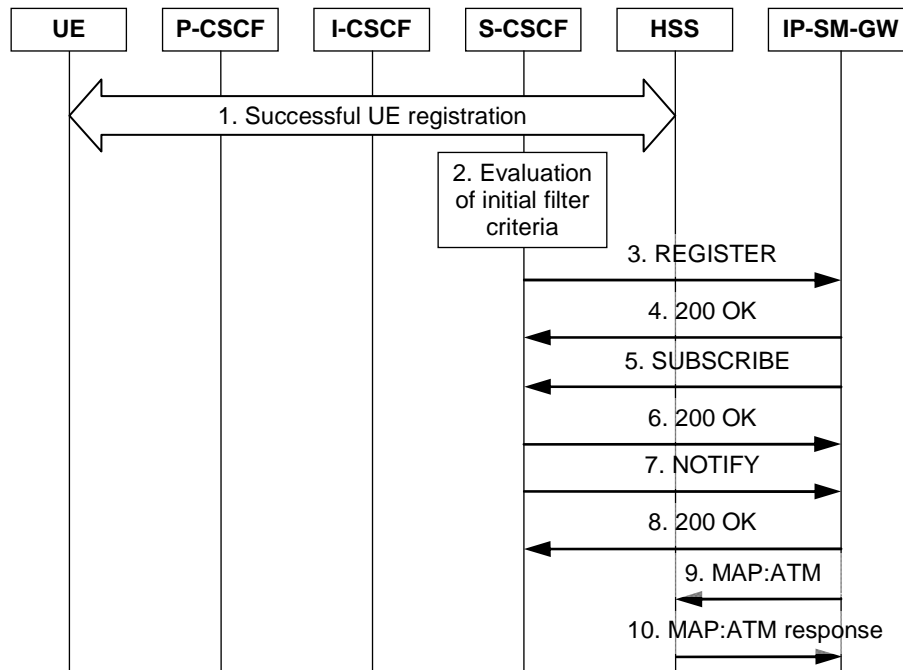 UE
P-CSCF
I-CSCF
S-CSCF
HSS
IP-SM-GW
1. Successful UE registration
2. Evaluation
of initial filter
criteria
3. REGISTER
4. 200 OK
5. SUBSCRIBE
6. 200 OK
7. NOTIFY
8. 200 OK
9. MAP:ATM
10. MAP:ATM response